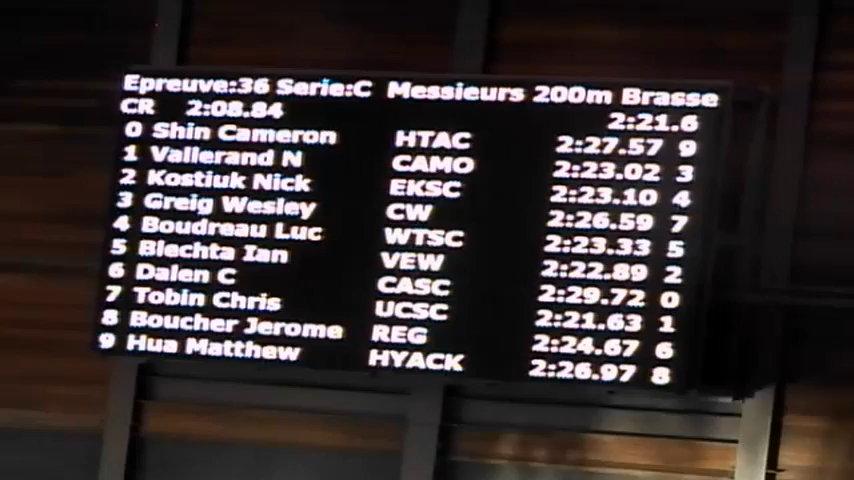 Epreuve:36 Serie:C Messieurs 200m Brasse
CR 2:08.84 2:21.6
0 Shin Cameron HTAC 2:27.57 9
1 Vallerand N CAMO 2:23.02 3
2 Kostiuk Nick EKSC 2:23.10 4
3 Greig Wesley CW 2:26.59 7
4 Boudreau Luc WTSC 2:23.33 5
5 Blechta Ian VEW 2:22.89 2
6 Dalen C CASC 2:29.72 0
7 Tobin Chris UCSC 2:21.63 1
8 Boucher Jerome REG 2:24.67 6
9 Hua Matthew HYACK 2:26.97 8